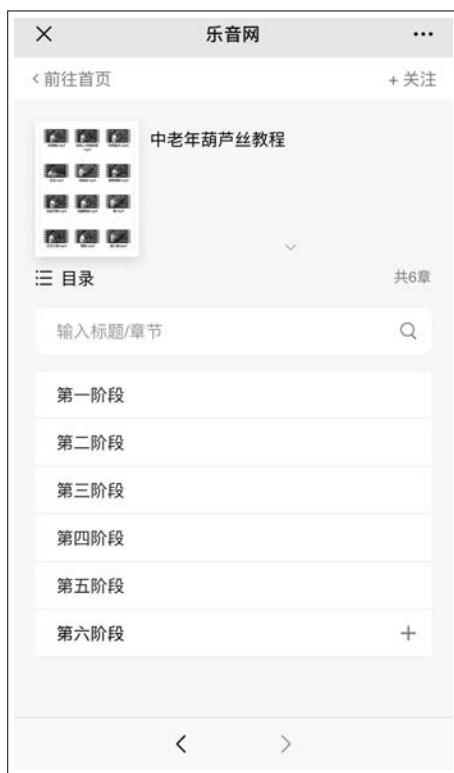 乐音网
前往首页
+ 关注
中老年葫芦丝教程
目录
共6章
输入标题/章节
第一阶段
第二阶段
第三阶段
第四阶段
第五阶段
第六阶段